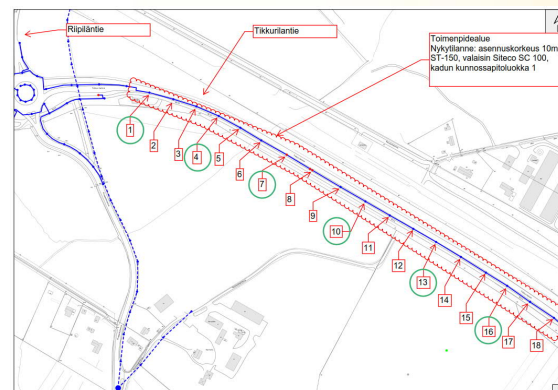 Riipiläntie
Tikkurilantie
Toimenpidealue
Nykytilanne: asennuskorkeus 10m
ST-150, valaisin Siteco SC 100,
kadun kunnossapitoluokka 1
A
1
2
3
4
5
6
7
8
9
10
11
12
13
14
15
16
17
18